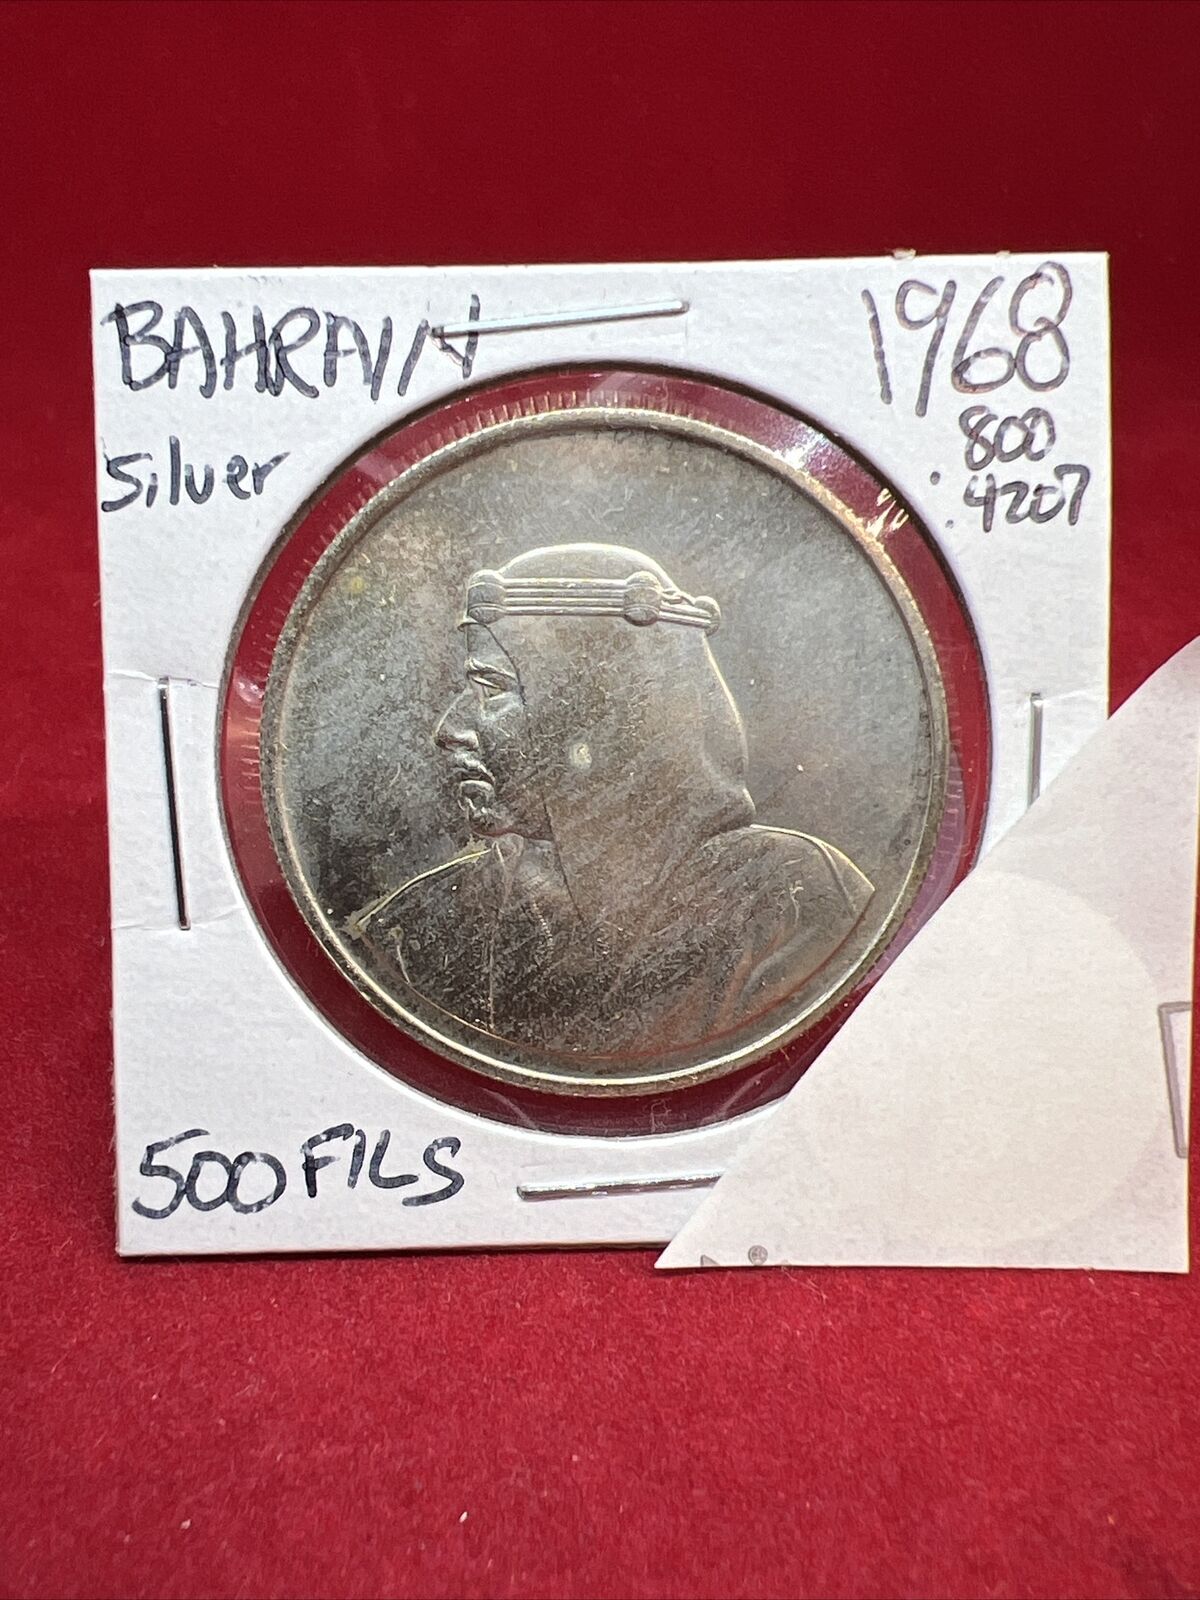 BAHRAIN
1968
Silver
.800
.4207
500 FILS